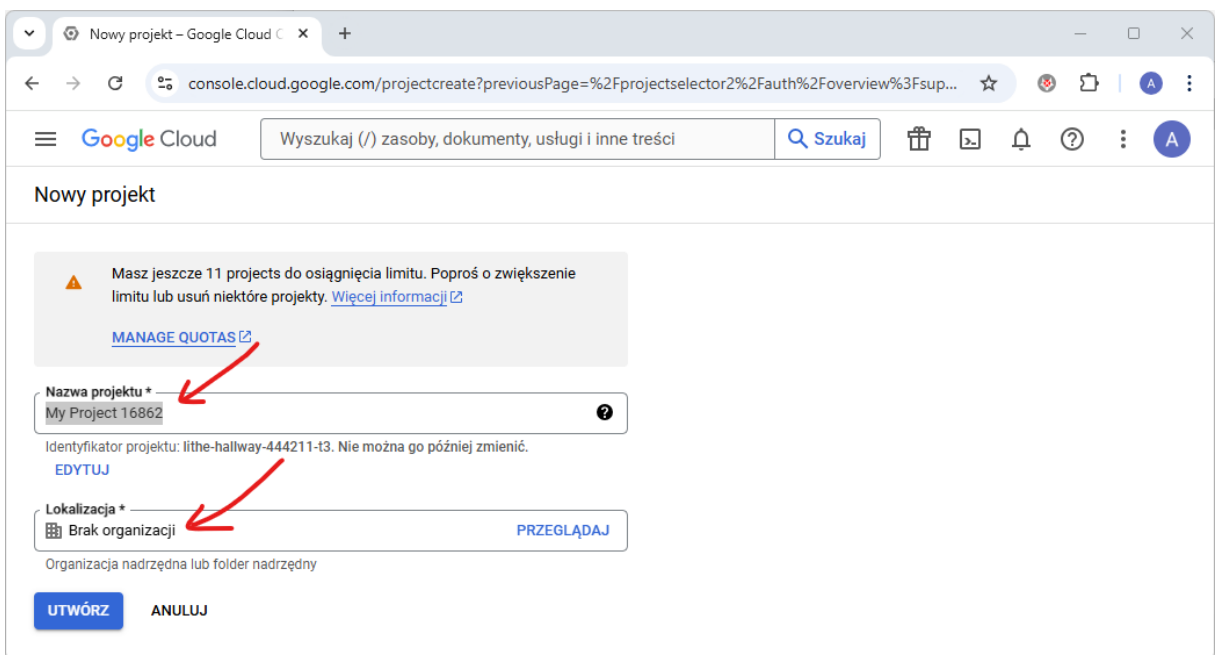 Nowy projekt – Google Cloud C
console.cloud.google.com/projectcreate?previousPage=%2Fprojectselector2%2Fauth%2Foverview%3Fsup...
A
Google Cloud
Wyszukaj (/) zasoby, dokumenty, usługi i inne treści
Szukaj
A
Nowy projekt
Masz jeszcze 11 projects do osiągnięcia limitu. Poproś o zwiększenie
limitu lub usuń niektóre projekty. Więcej informacji
MANAGE QUOTAS
Nazwa projektu *
My Project 16862
Identyfikator projektu: lithe-hallway-444211-t3. Nie można go później zmienić.
EDYTUJ
Lokalizacja *
Brak organizacji PRZEGLĄDAJ
Organizacja nadrzędna lub folder nadrzędny
UTWÓRZ ANULUJ